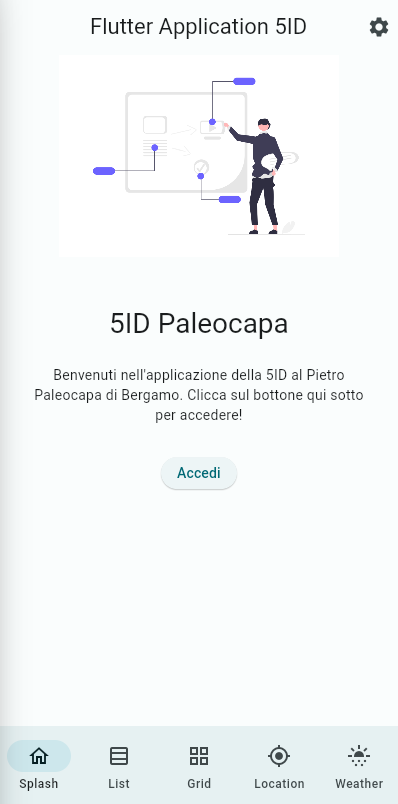 Flutter Application 5ID
5ID Paleocapa
Benvenuti nell'applicazione della 5ID al Pietro
Paleocapa di Bergamo. Clicca sul bottone qui sotto
per accedere!
Accedi
Splash
List
Grid
Location
Weather